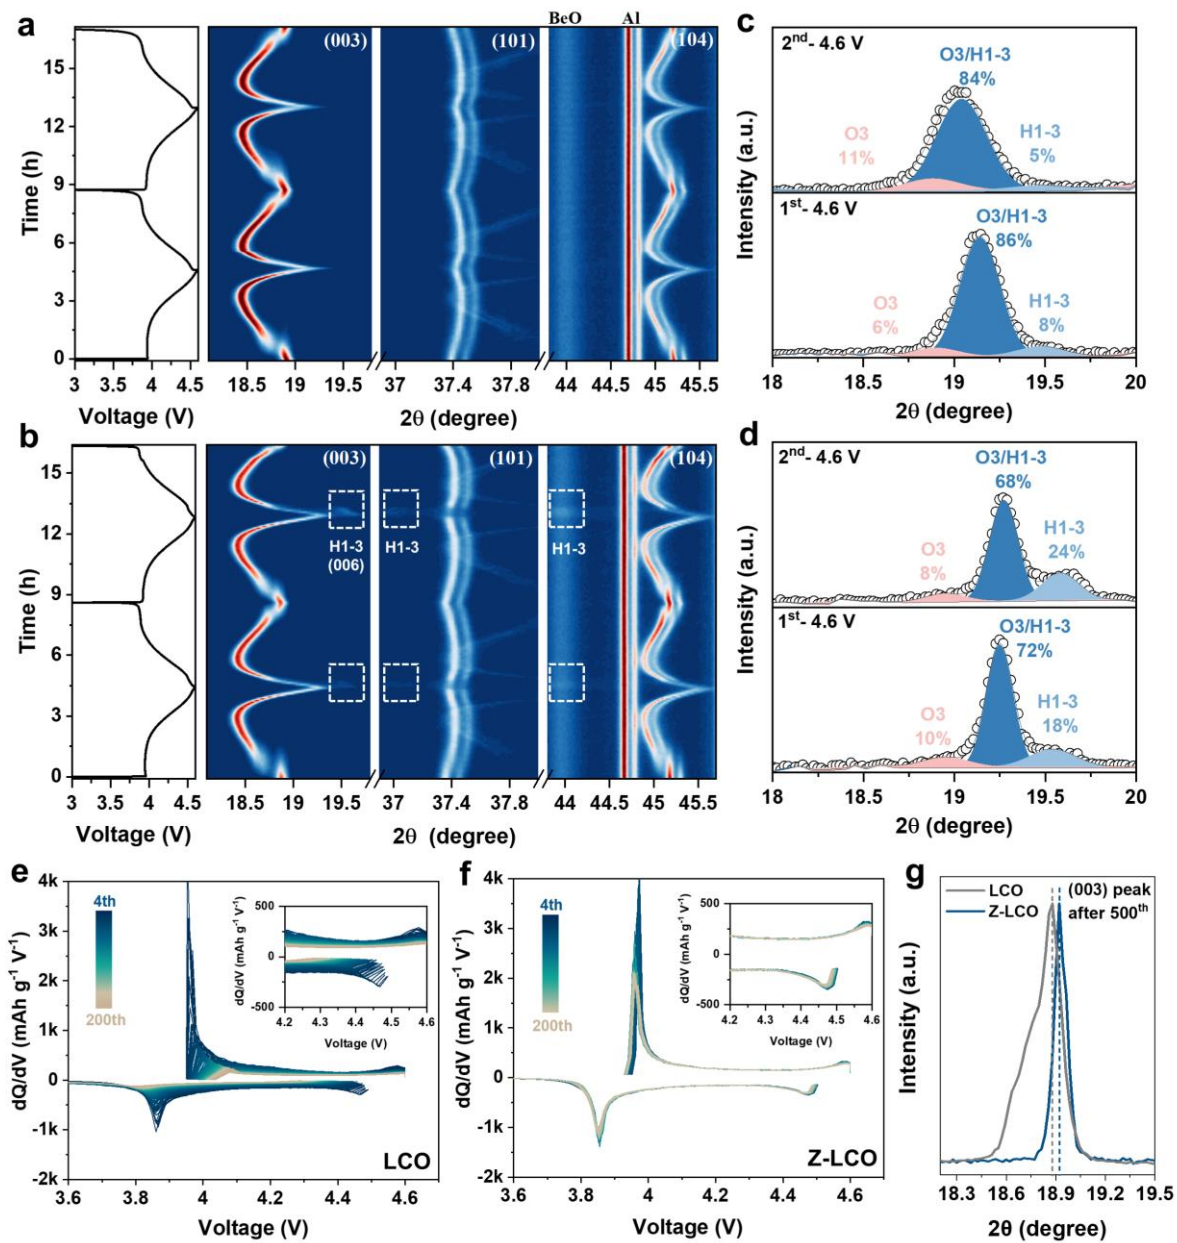 a
BeO
Al
(003)
(101)
(104)
15
12
9
6
3
0
Time (h)
3.0
3.5
4.0
4.5
Voltage (V)
18.5
19
19.5
37
37.4
37.8
44
44.5
45
45.5
2θ (degree)
b
(003)
(101)
(104)
H1-3
(006)
H1-3
H1-3
15
12
9
6
3
0
Time (h)
3.0
3.5
4.0
4.5
Voltage (V)
18.5
19
19.5
37
37.4
37.8
44
44.5
45
45.5
2θ (degree)
c
2nd- 4.6 V
O3/H1-3
84%
O3
11%
H1-3
5%
1st- 4.6 V
O3/H1-3
86%
O3
6%
H1-3
8%
Intensity (a.u.)
18
18.5
19
19.5
20
2θ (degree)
d
2nd- 4.6 V
O3/H1-3
68%
O3
8%
H1-3
24%
1st- 4.6 V
O3/H1-3
72%
O3
10%
H1-3
18%
Intensity (a.u.)
18
18.5
19
19.5
20
2θ (degree)
e
4k
3k
2k
1k
0
-1k
-2k
dQ/dV (mAh g⁻¹ V⁻¹)
4th
200th
500
0
-500
dQ/dV (mAh g⁻¹ V⁻¹)
4.2
4.3
4.4
4.5
4.6
Voltage (V)
LCO
3.6
3.8
4
4.2
4.4
4.6
Voltage (V)
f
4k
3k
2k
1k
0
-1k
-2k
dQ/dV (mAh g⁻¹ V⁻¹)
4th
200th
500
0
-500
dQ/dV (mAh g⁻¹ V⁻¹)
4.2
4.3
4.4
4.5
4.6
Voltage (V)
Z-LCO
3.6
3.8
4
4.2
4.4
4.6
Voltage (V)
g
LCO
Z-LCO
(003) peak
after 500th
Intensity (a.u.)
18.3
18.6
18.9
19.2
19.5
2θ (degree)